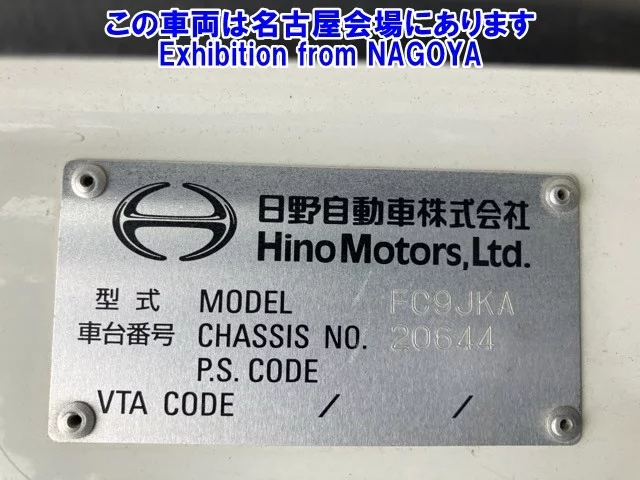 この車両は名古屋会場にあります
Exhibition from NAGOYA
日野自動車株式会社
Hino Motors, Ltd.
型式 MODEL FC9JKA
車台番号 CHASSIS NO. 20644
P.S. CODE
VTA CODE / /